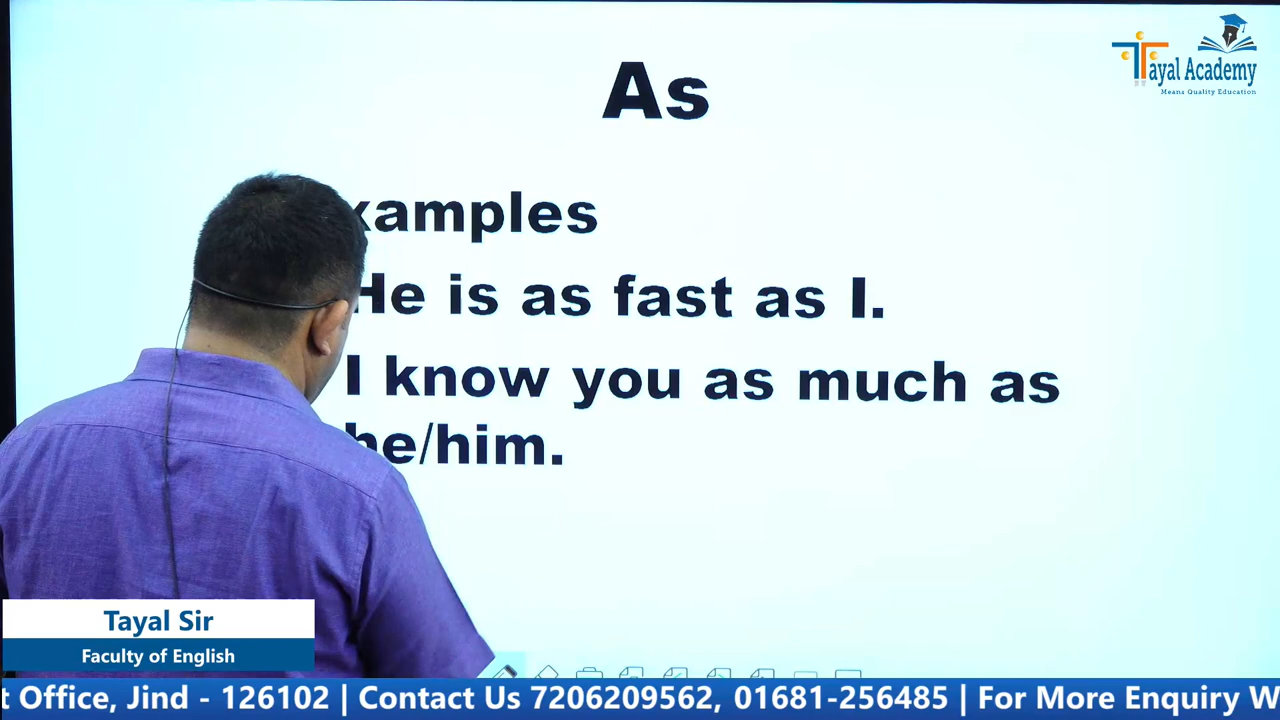 As
Tayal Academy
Means Quality Education
xamples
He is as fast as I.
I know you as much as
he/him.
Tayal Sir
Faculty of English
t Office, Jind - 126102 | Contact Us 7206209562, 01681-256485 | For More Enquiry W